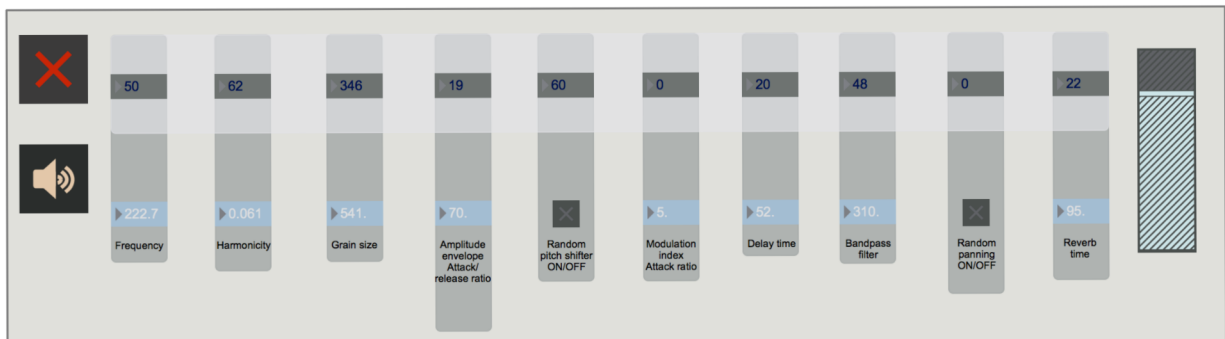 50 62 346 19 60 0 20 48 0 22
222.7 0.061 541. 70. 5. 52. 310. 95.
Frequency
Harmonicity
Grain size
Amplitude
envelope
Attack/
release ratio
Random
pitch shifter
ON/OFF
Modulation
index
Attack ratio
Delay time
Bandpass
filter
Random
panning
ON/OFF
Reverb
time